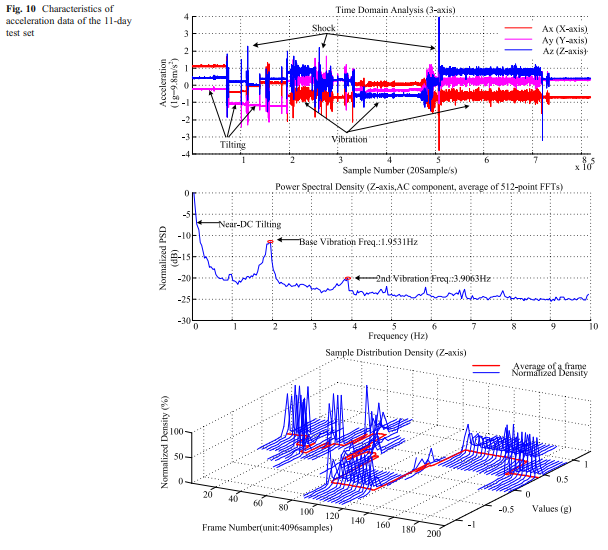 Fig. 10 Characteristics of
acceleration data of the 11-day
test set
Time Domain Analysis (3-axis)
Shock
Ax (X-axis)
Ay (Y-axis)
Az (Z-axis)
Acceleration
(1g=9.8m/s²)
4
3
2
1
0
-1
-2
-3
-4
Tilting
Vibration
0 1 2 3 4 5 6 7 8
x 10⁵
Sample Number (20Sample/s)
Power Spectral Density (Z-axis,AC component, average of 512-point FFTs)
Normalized PSD
(dB)
0
-5
-10
-15
-20
-25
-30
Near-DC Tilting
Base Vibration Freq.:1.9531Hz
2nd Vibration Freq.:3.9063Hz
0 1 2 3 4 5 6 7 8 9 10
Frequency (Hz)
Sample Distribution Density (Z-axis)
Average of a frame
Normalized Density
Normalized Density (%)
100
50
0
20 40 60 80 100 120 140 160 180 200
Frame Number(unit:4096samples)
-1 -0.5 0 0.5 1
Values (g)